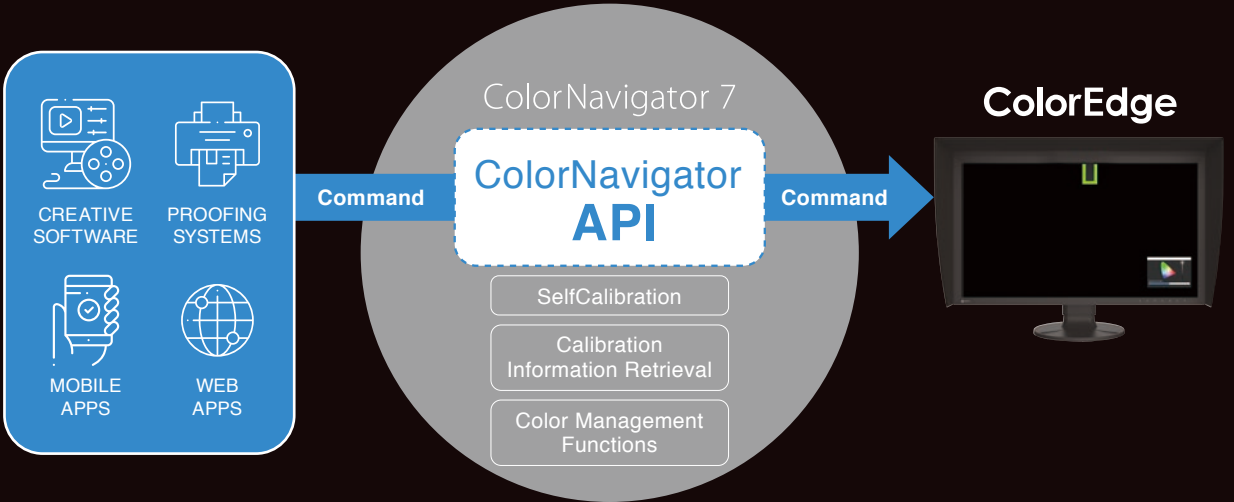 CREATIVE
SOFTWARE
PROOFING
SYSTEMS
MOBILE
APPS
WEB
APPS
Command
ColorNavigator 7
ColorNavigator
API
SelfCalibration
Calibration
Information Retrieval
Color Management
Functions
Command
ColorEdge